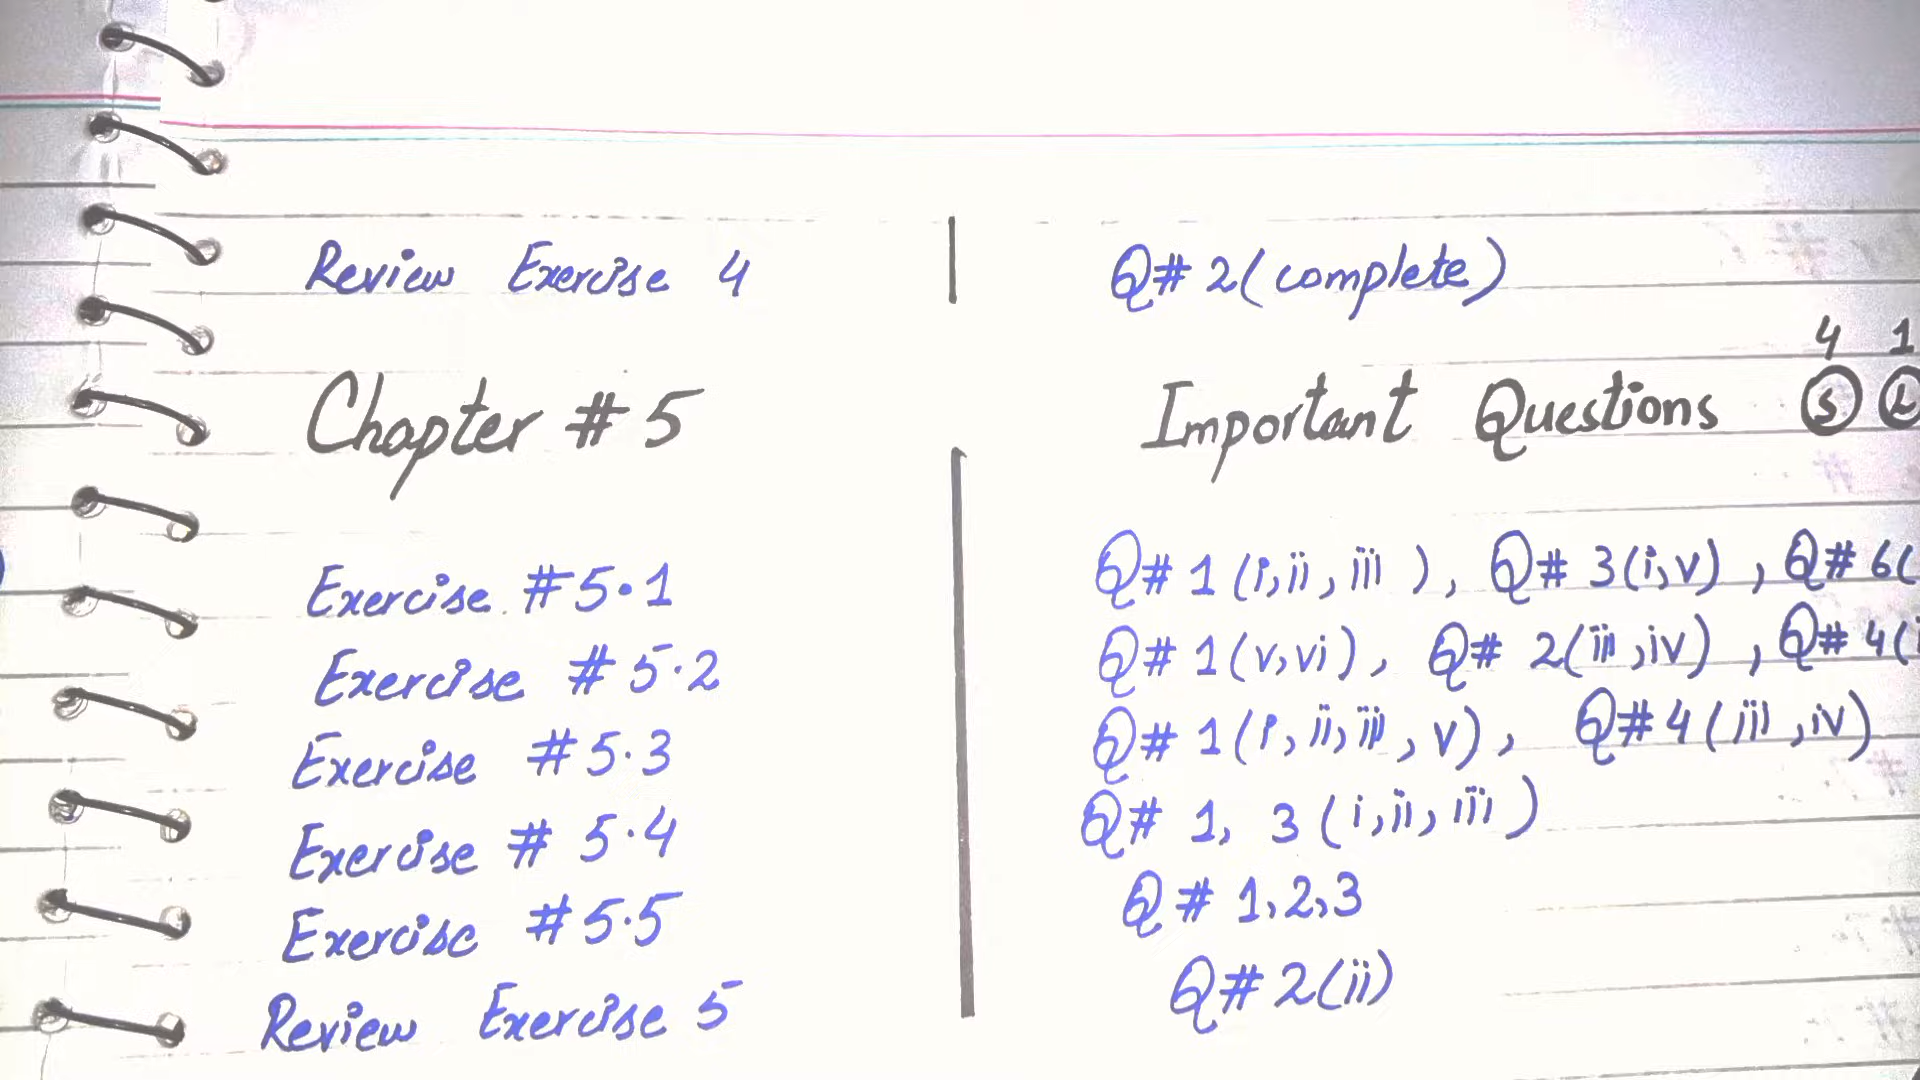 Review Exercise 4 Q# 2(complete)
4 1
Chapter # 5 Important Questions S L
Exercise #5.1 Q# 1(i,ii,iii), Q# 3(i,v), Q# 6(
Exercise #5.2 Q# 1(v,vi), Q# 2(iii,iv), Q# 4(i
Exercise #5.3 Q# 1(i,ii,iii,v), Q# 4(iii,iv)
Exercise # 5.4 Q# 1, 3(i,ii,iii)
Exercise #5.5 Q# 1,2,3
Review Exercise 5 Q# 2(ii)